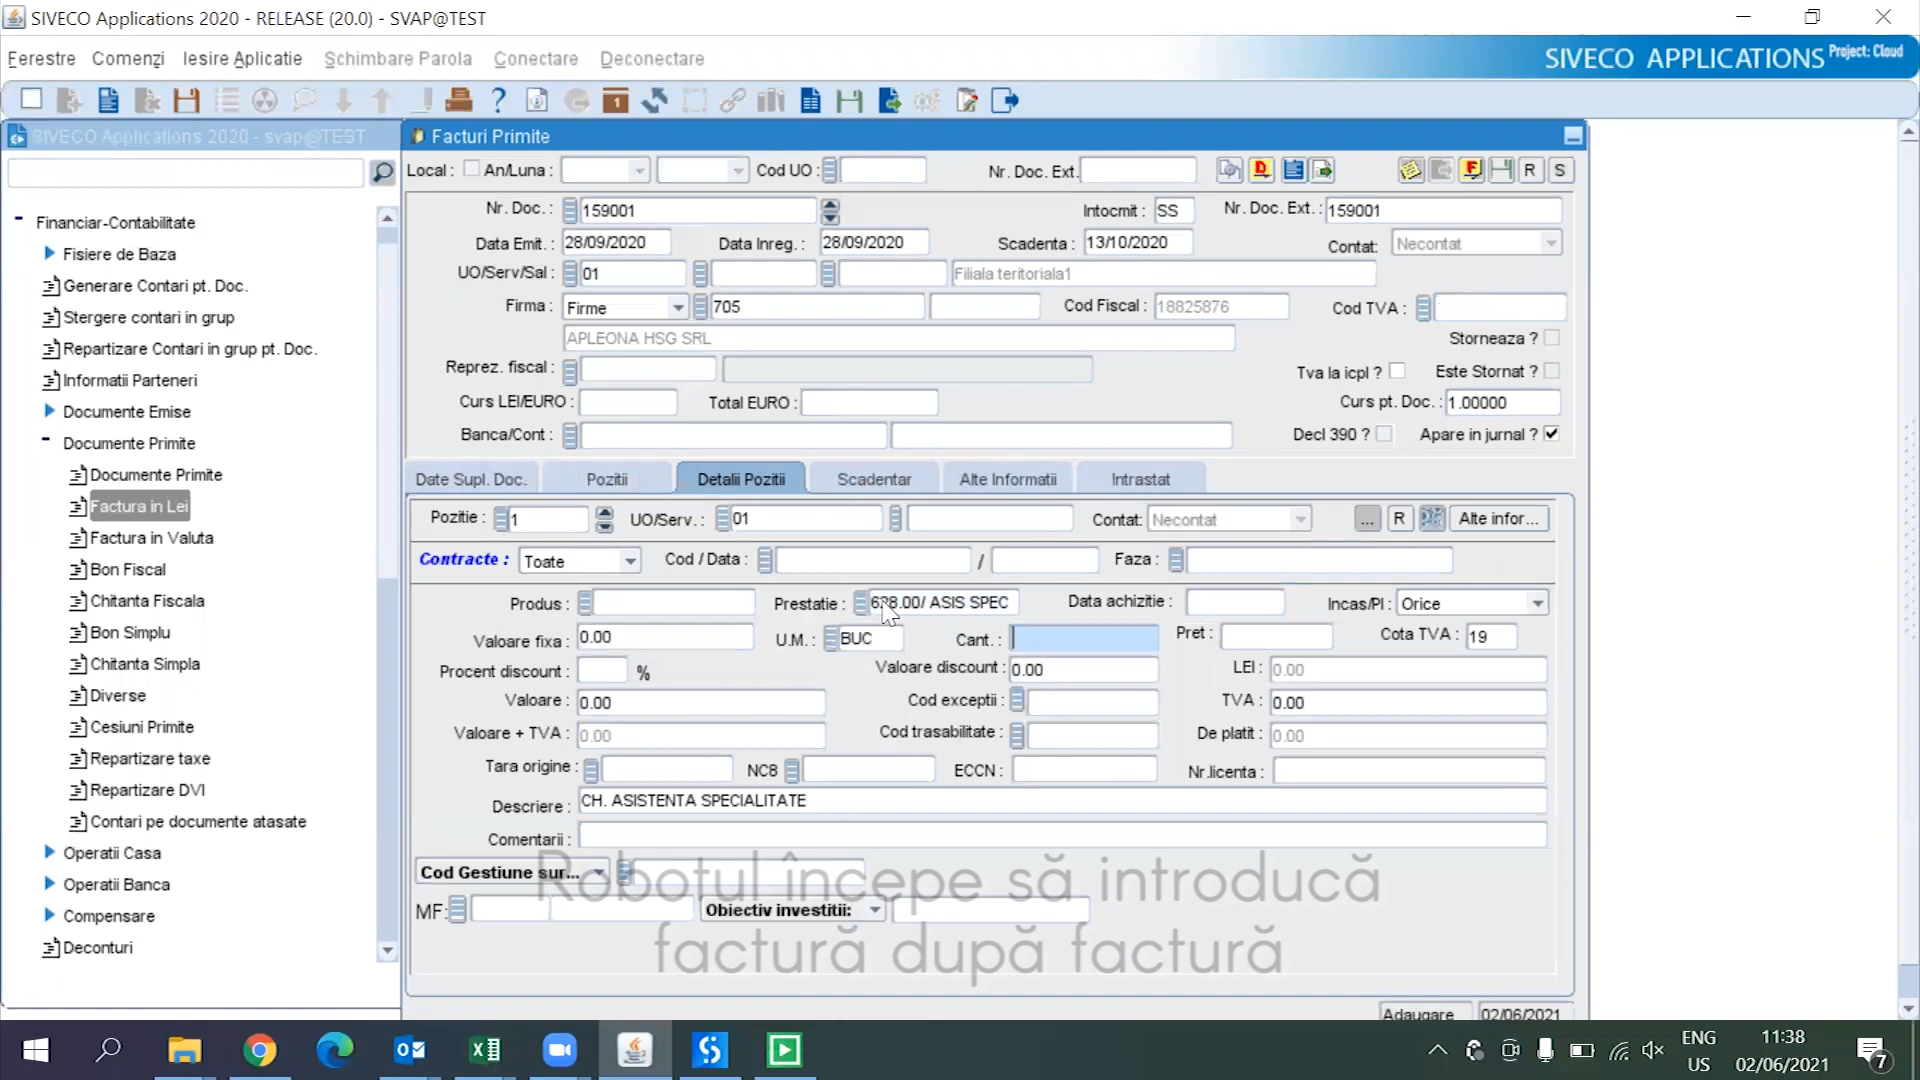 SIVECO Applications 2020 - RELEASE (20.0) - SVAP@TEST
Ferestre Comenzi Iesire Aplicatie Schimbare Parola Conectare Deconectare
SIVECO APPLICATIONS Project: Cloud
SIVECO Applications 2020 - svap@TEST
Financiar-Contabilitate
Fisiere de Baza
Generare Contari pt. Doc.
Stergere contari in grup
Repartizare Contari in grup pt. Doc.
Informatii Parteneri
Documente Emise
Documente Primite
Documente Primite
Factura in Lei
Factura in Valuta
Bon Fiscal
Chitanta Fiscala
Bon Simplu
Chitanta Simpla
Diverse
Cesiuni Primite
Repartizare taxe
Repartizare DVI
Contari pe documente atasate
Operatii Casa
Operatii Banca
Compensare
Deconturi
Facturi Primite
Local : An/Luna : Cod UO : Nr. Doc. Ext. D F R S
Nr. Doc. : 159001 Intocmit : SS Nr. Doc. Ext. : 159001
Data Emit. : 28/09/2020 Data Inreg. : 28/09/2020 Scadenta : 13/10/2020 Contat: Necontat
UO/Serv/Sal : 01 Filiala teritoriala1
Firma : Firme 705 Cod Fiscal : 18825876 Cod TVA :
APLEONA HSG SRL Storneaza ?
Reprez. fiscal : Tva la icpl ? Este Stornat ?
Curs LEI/EURO : Total EURO : Curs pt. Doc. : 1.00000
Banca/Cont : Decl 390 ? Apare in jurnal ?
Date Supl. Doc. Pozitii Detalii Pozitii Scadentar Alte Informatii Intrastat
Pozitie : 1 UO/Serv. : 01 Contat: Necontat ... R Alte infor...
Contracte : Toate Cod / Data : / Faza :
Produs : Prestatie : 628.00/ ASIS SPEC Data achizitie : Incas/Pl : Orice
Valoare fixa : 0.00 U.M. : BUC Cant. : Pret : Cota TVA : 19
Procent discount : % Valoare discount : 0.00 LEI : 0.00
Valoare : 0.00 Cod exceptii : TVA : 0.00
Valoare + TVA : 0.00 Cod trasabilitate : De platit : 0.00
Tara origine : NC8 ECCN : Nr.licenta :
Descriere : CH. ASISTENTA SPECIALITATE
Comentarii :
Cod Gestiune sur...
MF: Obiectiv investitii:
Robotul începe să introducă
factură după factură
Adaugare 02/06/2021
ENG
US
11:38
02/06/2021
7